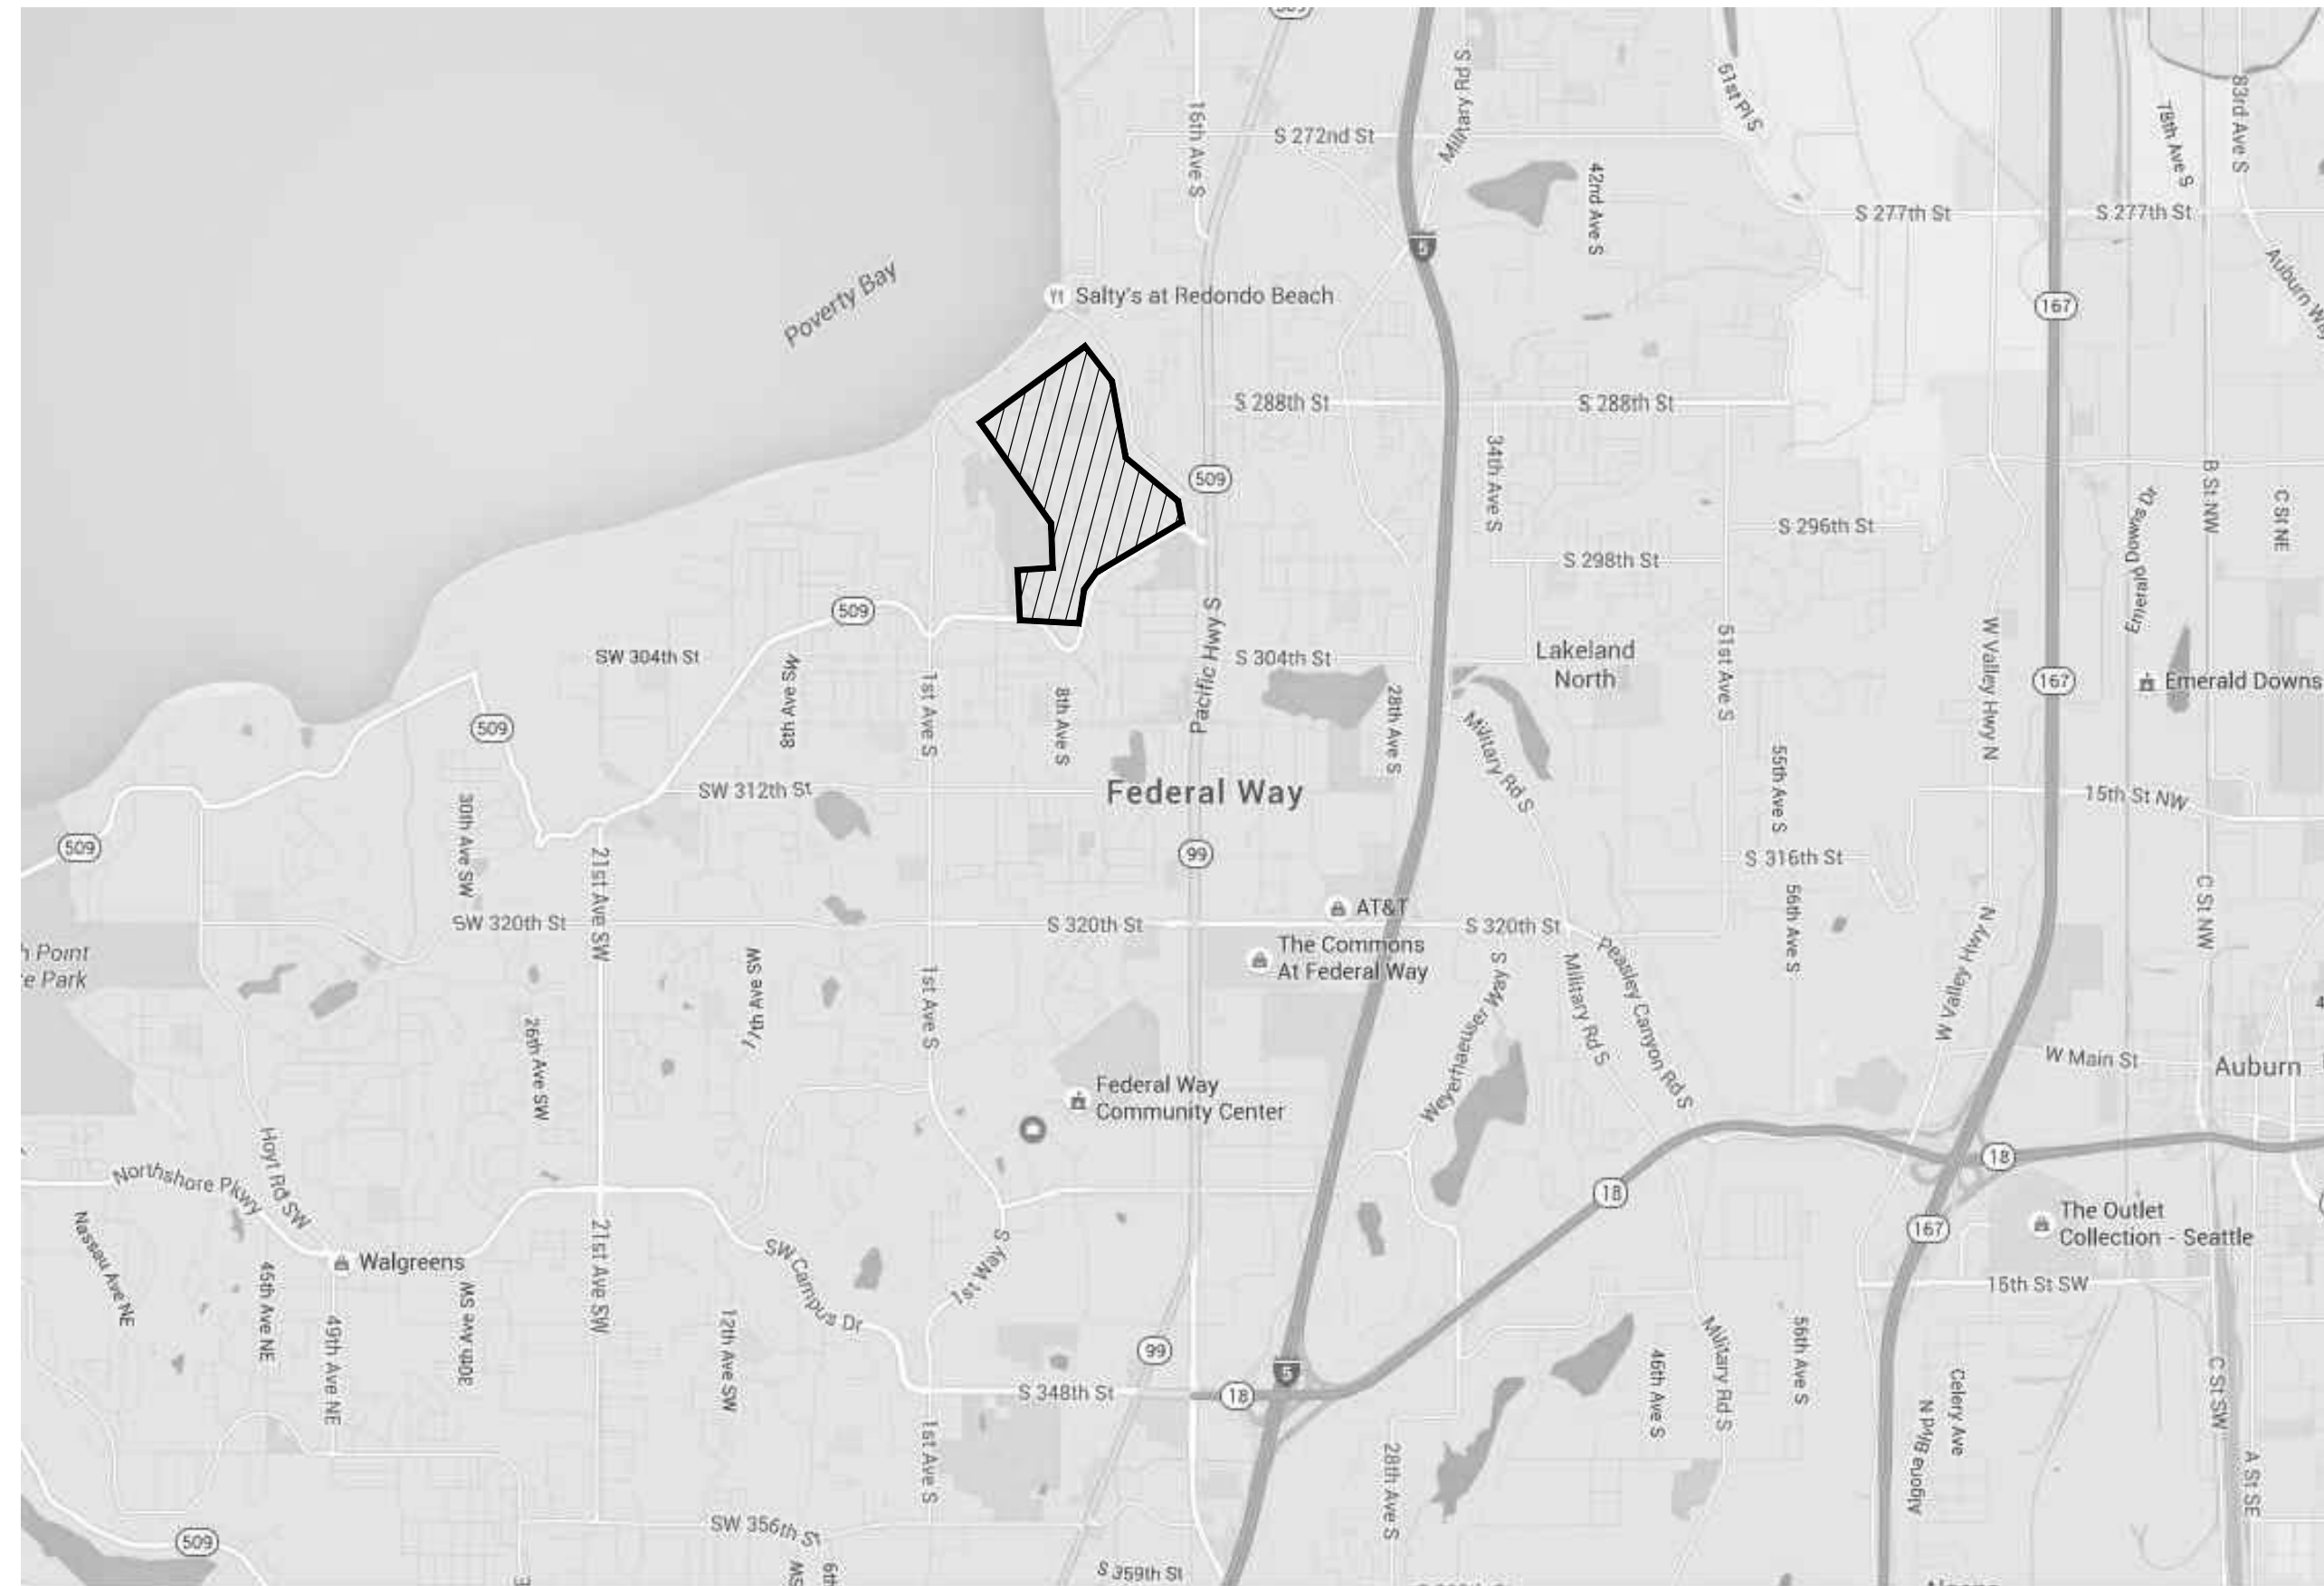 509
16th Ave S
S 272nd St
Military Rd S
61st Pl S
42nd Ave S
78th Ave S
83rd Ave S
S 277th St
S 277th St
5
Auburn Way
Poverty Bay
Salty's at Redondo Beach
167
S 288th St
S 288th St
34th Ave S
509
S 296th St
S 298th St
Emerald Downs Dr
B St NW
C St NE
509
SW 304th St
8th Ave SW
1st Ave S
8th Ave S
Pacific Hwy S
S 304th St
28th Ave S
Lakeland
North
51st Ave S
W Valley Hwy N
167
Emerald Downs
509
Military Rd S
55th Ave S
SW 312th St
Federal Way
15th St NW
509
30th Ave SW
21st Ave SW
99
S 316th St
56th Ave S
C St NW
SW 320th St
S 320th St
AT&T
S 320th St
The Commons
At Federal Way
Point
Park
17th Ave SW
1st Ave S
Weyerhaeuser Way S
Military Rd S
Peasley Canyon Rd S
W Valley Hwy N
26th Ave SW
W Main St
Auburn
Federal Way
Community Center
Northshore Pkwy
Hoyt Rd SW
18
18
167
The Outlet
Collection - Seattle
Nassau Ave NE
Walgreens
45th Ave NE
49th Ave NE
30th Ave SW
21st Ave SW
12th Ave SW
SW Campus Dr
1st Way S
15th St SW
99
5
18
S 348th St
46th Ave S
Military Rd S
56th Ave S
Celery Ave
Algona Blvd N
C St SW
A St SE
1st Ave S
28th Ave S
SW 356th St
509
6th
S 359th St